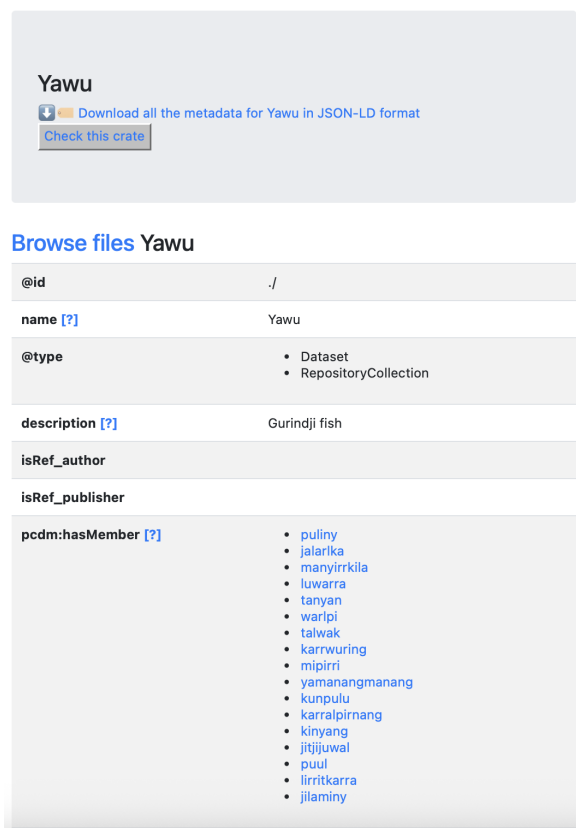 Yawu
Download all the metadata for Yawu in JSON-LD format
Check this crate
Browse files Yawu
@id ./
name [?] Yawu
@type
• Dataset
• RepositoryCollection
description [?] Gurindji fish
isRef_author
isRef_publisher
pcdm:hasMember [?]
• puliny
• jalarlka
• manyirrkila
• luwarra
• tanyan
• warlpi
• talwak
• karrwuring
• mipirri
• yamanangmanang
• kunpulu
• karralpirnang
• kinyang
• jitjijuwal
• puul
• lirritkarra
• jilaminy